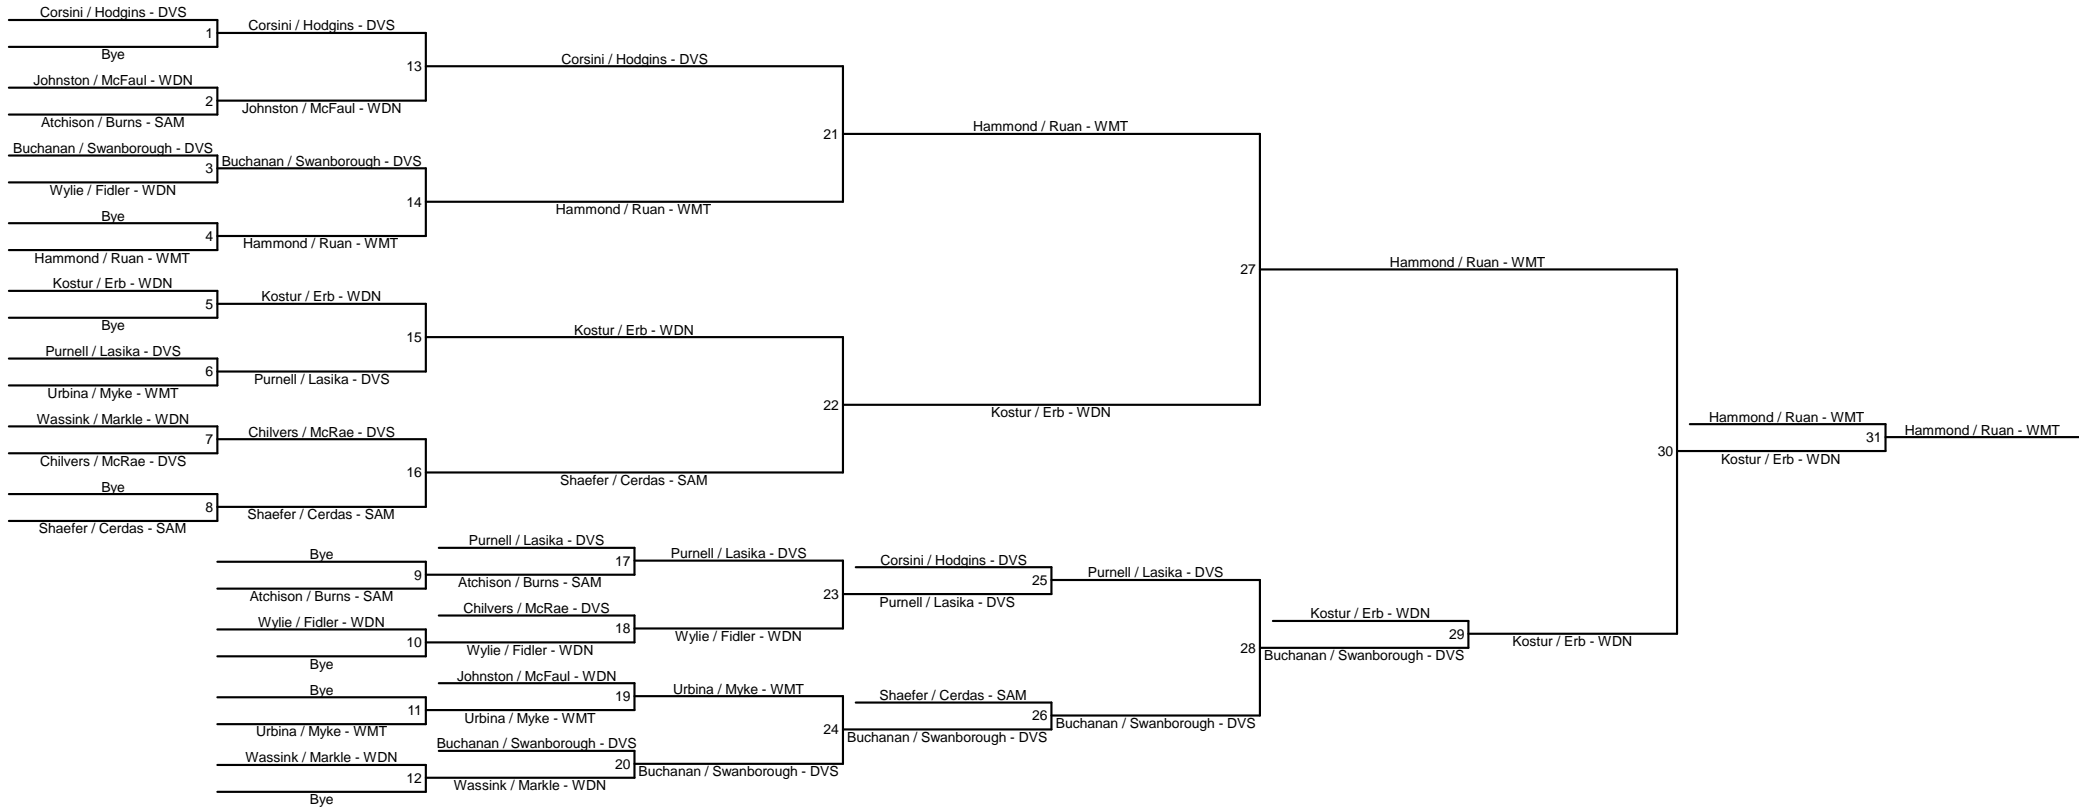 Corsini / Hodgins - DVS
1
Bye
Corsini / Hodgins - DVS
13
Johnston / McFaul - WDN
2
Atchison / Burns - SAM
Johnston / McFaul - WDN
Corsini / Hodgins - DVS
21
Buchanan / Swanborough - DVS
3
Wylie / Fidler - WDN
Buchanan / Swanborough - DVS
14
Bye
4
Hammond / Ruan - WMT
Hammond / Ruan - WMT
Hammond / Ruan - WMT
Hammond / Ruan - WMT
27
Kostur / Erb - WDN
5
Bye
Kostur / Erb - WDN
15
Purnell / Lasika - DVS
6
Urbina / Myke - WMT
Purnell / Lasika - DVS
Kostur / Erb - WDN
22
Wassink / Markle - WDN
7
Chilvers / McRae - DVS
Chilvers / McRae - DVS
16
Bye
8
Shaefer / Cerdas - SAM
Shaefer / Cerdas - SAM
Shaefer / Cerdas - SAM
Kostur / Erb - WDN
Hammond / Ruan - WMT
30
Hammond / Ruan - WMT
31
Kostur / Erb - WDN
Hammond / Ruan - WMT
Bye
9
Atchison / Burns - SAM
Purnell / Lasika - DVS
17
Atchison / Burns - SAM
Purnell / Lasika - DVS
23
Wylie / Fidler - WDN
10
Bye
Chilvers / McRae - DVS
18
Wylie / Fidler - WDN
Wylie / Fidler - WDN
Corsini / Hodgins - DVS
25
Purnell / Lasika - DVS
Purnell / Lasika - DVS
28
Bye
11
Urbina / Myke - WMT
Johnston / McFaul - WDN
19
Urbina / Myke - WMT
Urbina / Myke - WMT
24
Wassink / Markle - WDN
12
Bye
Buchanan / Swanborough - DVS
20
Wassink / Markle - WDN
Buchanan / Swanborough - DVS
Shaefer / Cerdas - SAM
26
Buchanan / Swanborough - DVS
Buchanan / Swanborough - DVS
Kostur / Erb - WDN
29
Buchanan / Swanborough - DVS
Kostur / Erb - WDN